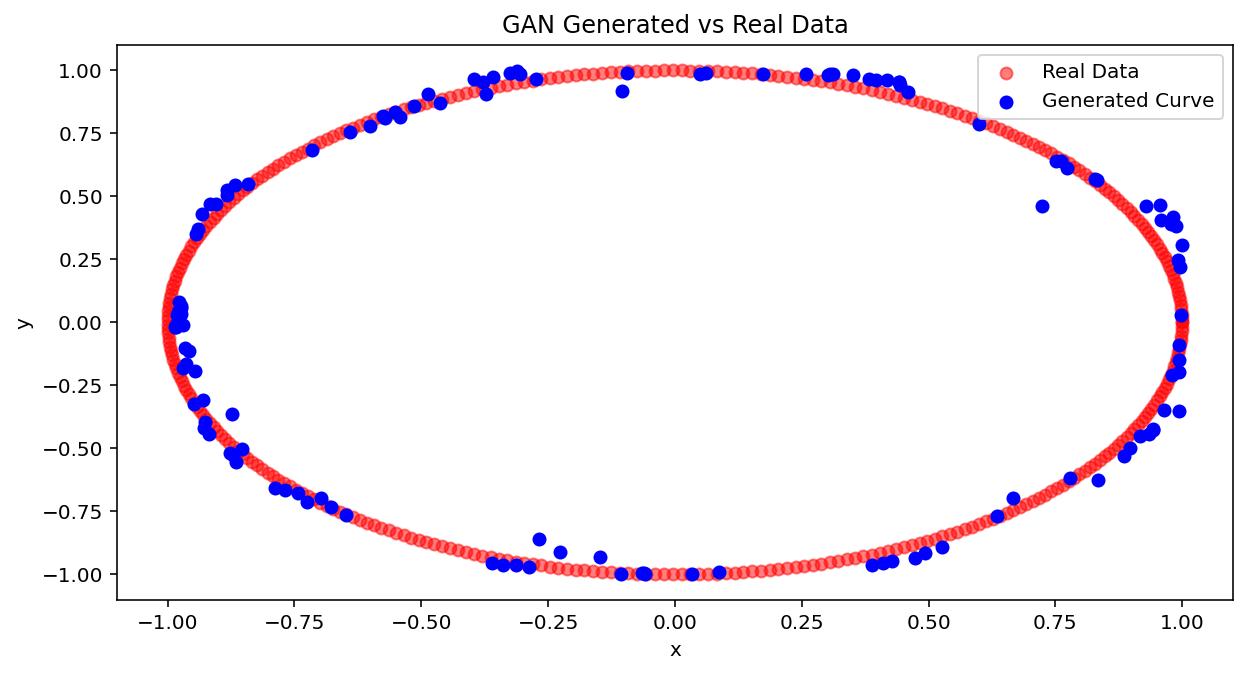 GAN Generated vs Real Data
Real Data
Generated Curve
1.00
0.75
0.50
0.25
0.00
−0.25
−0.50
−0.75
−1.00
y
−1.00 −0.75 −0.50 −0.25 0.00 0.25 0.50 0.75 1.00
x